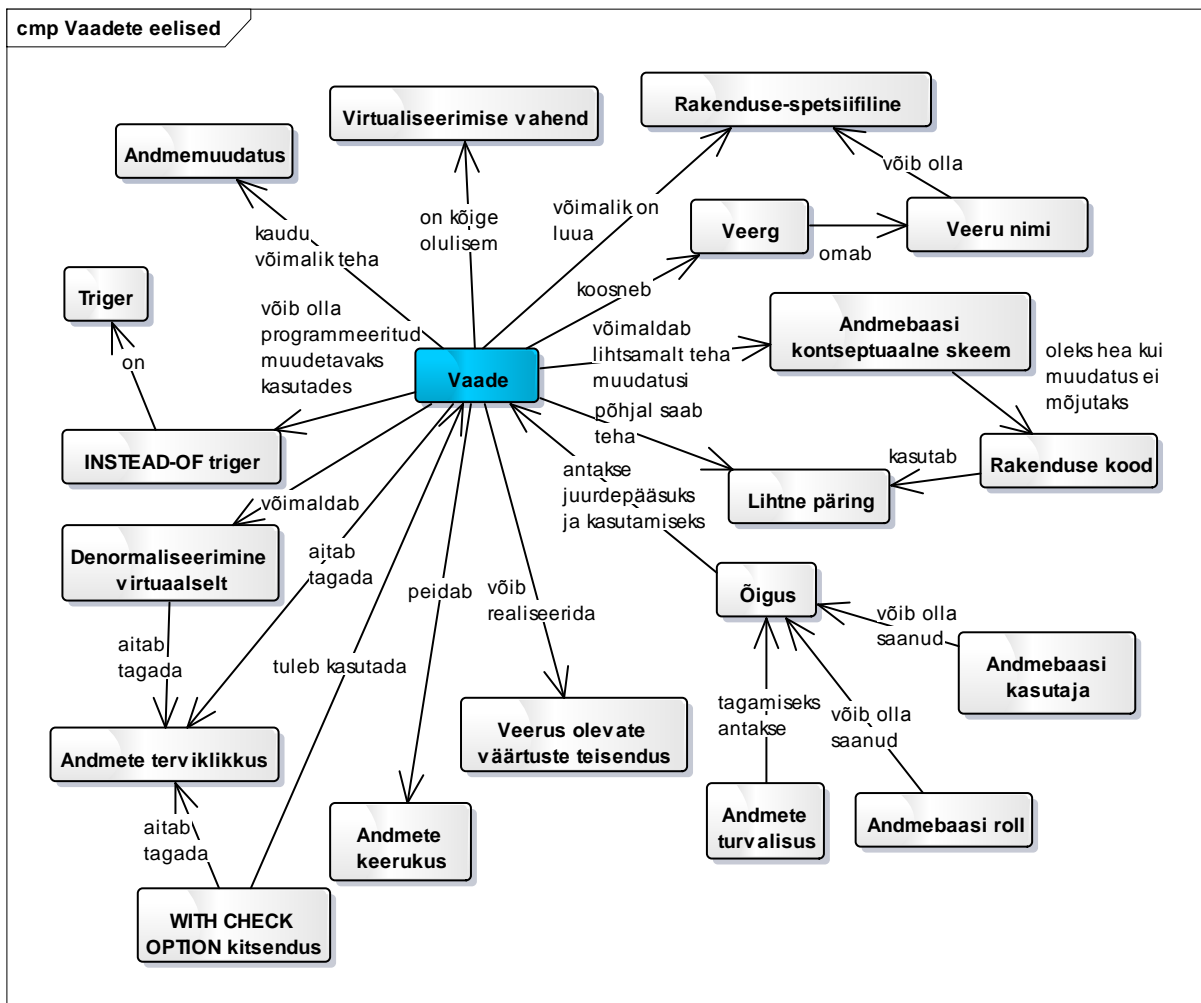 cmp Vaadete eelised
Virtualiseerimise vahend
Rakenduse-spetsiifiline
Andmemuudatus
võib olla
on kõige
olulisem
võimalik on
luua
Veerg
Veeru nimi
omab
kaudu
võimalik teha
Triger
koosneb
võib olla
programmeeritud
muudetavaks
kasutades
võimaldab
lihtsamalt teha
muudatusi
Andmebaasi
kontseptuaalne skeem
oleks hea kui
muudatus ei
mõjutaks
on
Vaade
põhjal saab
teha
INSTEAD-OF triger
antakse
juurdepääsuks
ja kasutamiseks
kasutab
Rakenduse kood
Lihtne päring
võimaldab
Denormaliseerimine
virtuaalselt
aitab
tagada
peidab
võib
realiseerida
Õigus
võib olla
saanud
Andmebaasi
kasutaja
aitab
tagada
tuleb kasutada
tagamiseks
antakse
võib olla
saanud
Andmete terviklikkus
Veerus olevate
väärtuste teisendus
aitab
tagada
Andmete
keerukus
Andmete
turvalisus
Andmebaasi roll
WITH CHECK
OPTION kitsendus